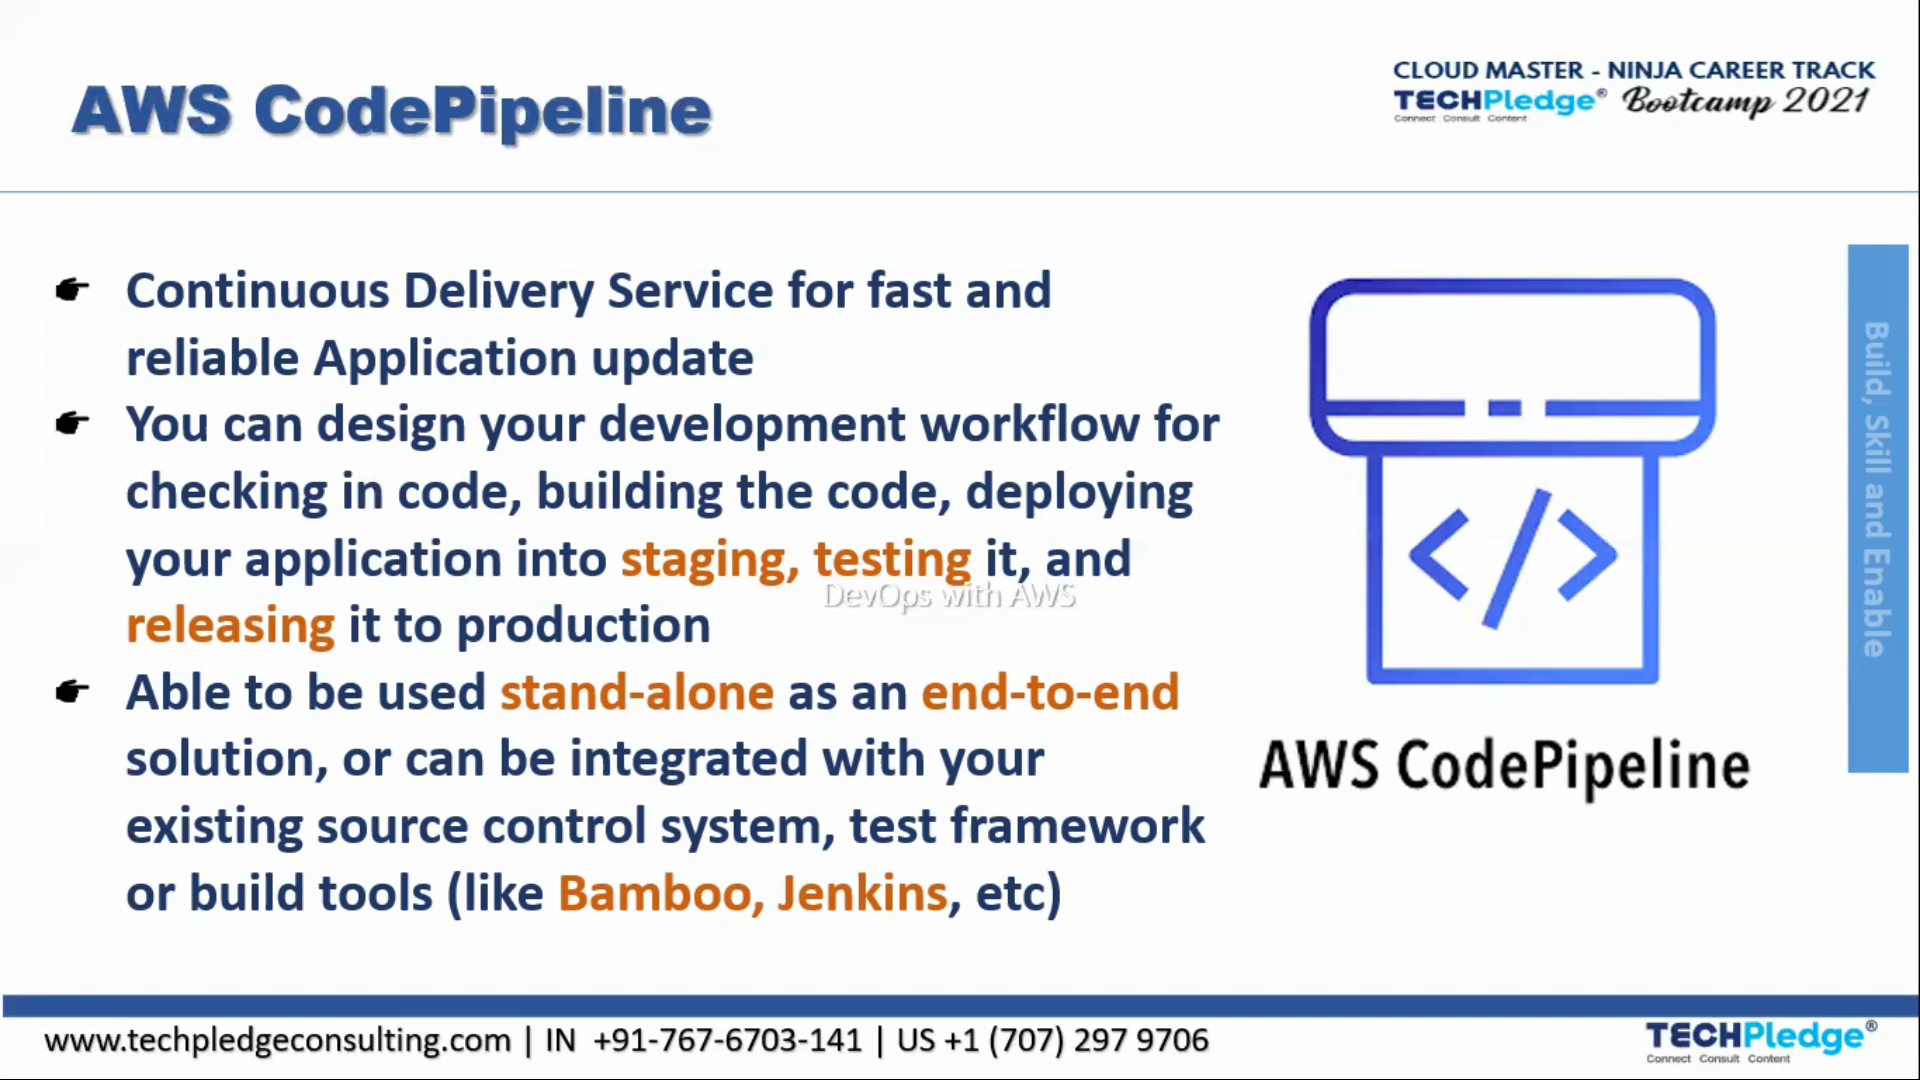 AWS CodePipeline
CLOUD MASTER - NINJA CAREER TRACK
TECHPledge® Bootcamp 2021
Connect Consult Content
Continuous Delivery Service for fast and
reliable Application update
You can design your development workflow for
checking in code, building the code, deploying
your application into staging, testing it, and
DevOps with AWS
releasing it to production
Able to be used stand-alone as an end-to-end
solution, or can be integrated with your
existing source control system, test framework
or build tools (like Bamboo, Jenkins, etc)
</>
AWS CodePipeline
Build, Skill and Enable
www.techpledgeconsulting.com | IN +91-767-6703-141 | US +1 (707) 297 9706
TECHPledge®
Connect Consult Content